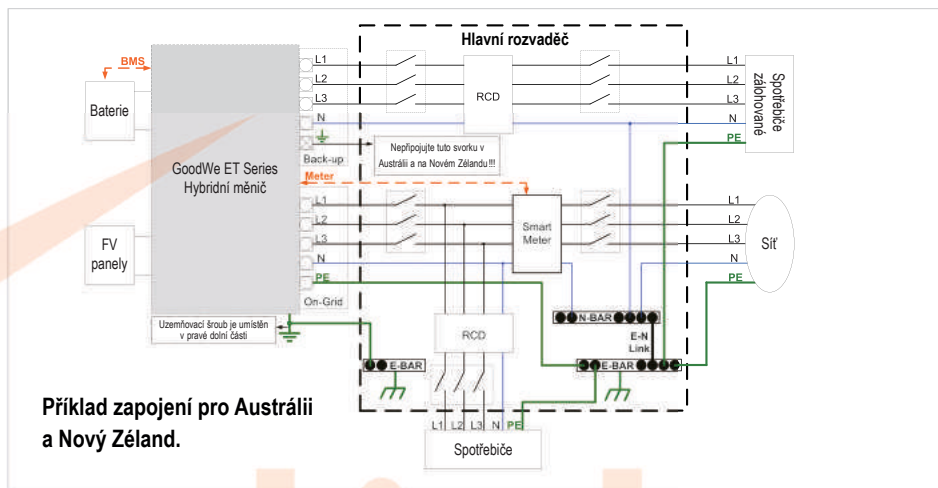 Hlavní rozvaděč
BMS
Baterie
GoodWe ET Series
Hybridní měnič
FV
panely
L1
L2
L3
N
Back-up
RCD
L1
L2
L3
N
PE
Spotřebiče
zálohované
Nepřipojujte tuto svorku v
Austrálii a na Novém Zélandu!!!
Meter
L1
L2
L3
N
PE
On-Grid
Smart
Meter
L1
L2
L3
N
PE
Síť
Uzemňovací šroub je umístěn
v pravé dolní části
RCD
N-BAR
E-N
Link
E-BAR
E-BAR
L1 L2 L3 N PE
Spotřebiče
Příklad zapojení pro Austrálii
a Nový Zéland.